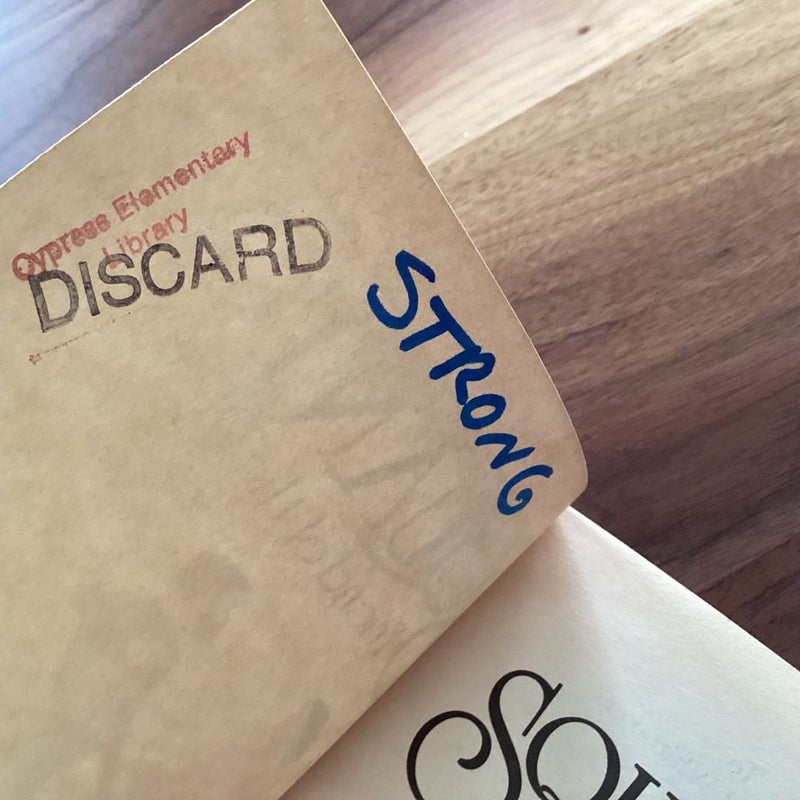 Cypress Elementary
Library
DISCARD
STRONG